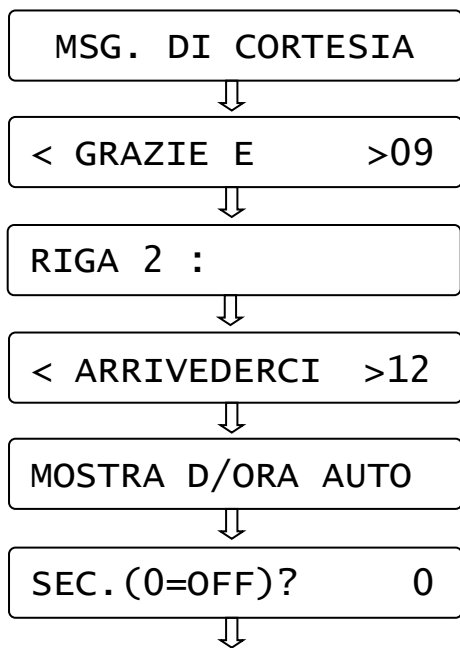 MSG. DI CORTESIA
< GRAZIE E >09
RIGA 2 :
< ARRIVEDERCI >12
MOSTRA D/ORA AUTO
SEC.(0=OFF)? 0